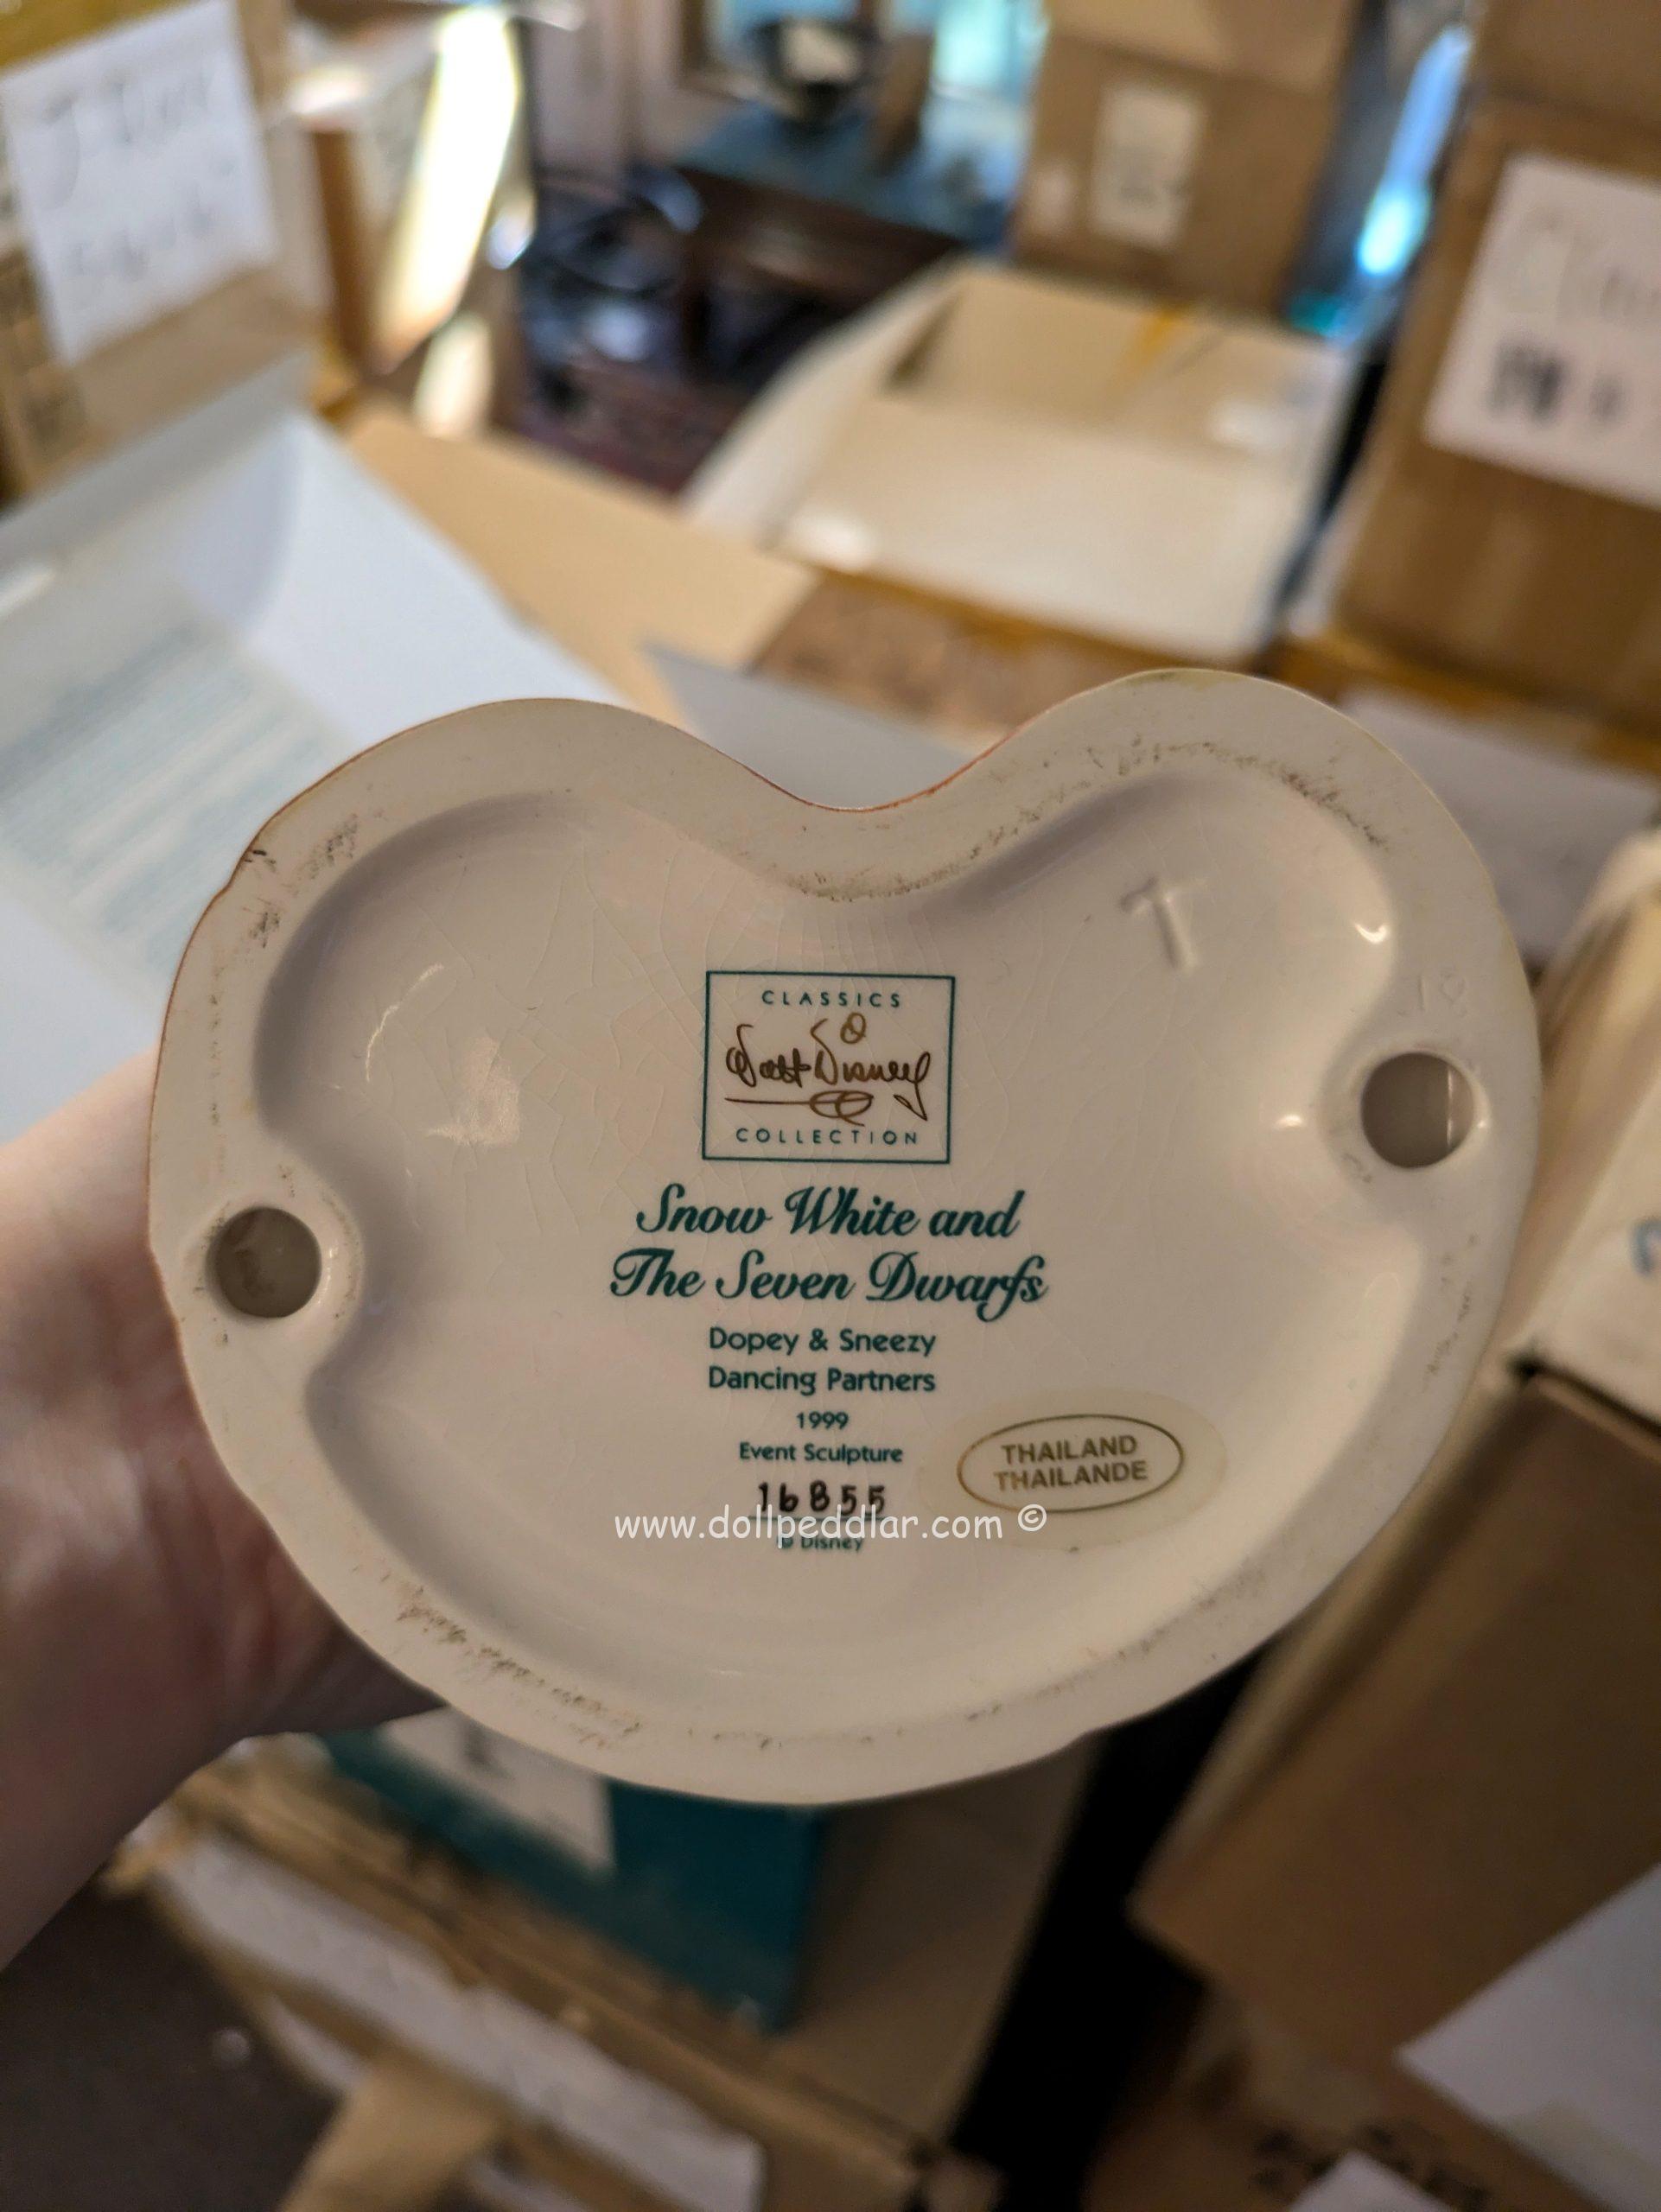 T
19
CLASSICS
Walt Disney
COLLECTION
Snow White and
The Seven Dwarfs
Dopey & Sneezy
Dancing Partners
1999
Event Sculpture
THAILAND
THAILANDE
16855
www.dollpeddlar.com ©
© Disney